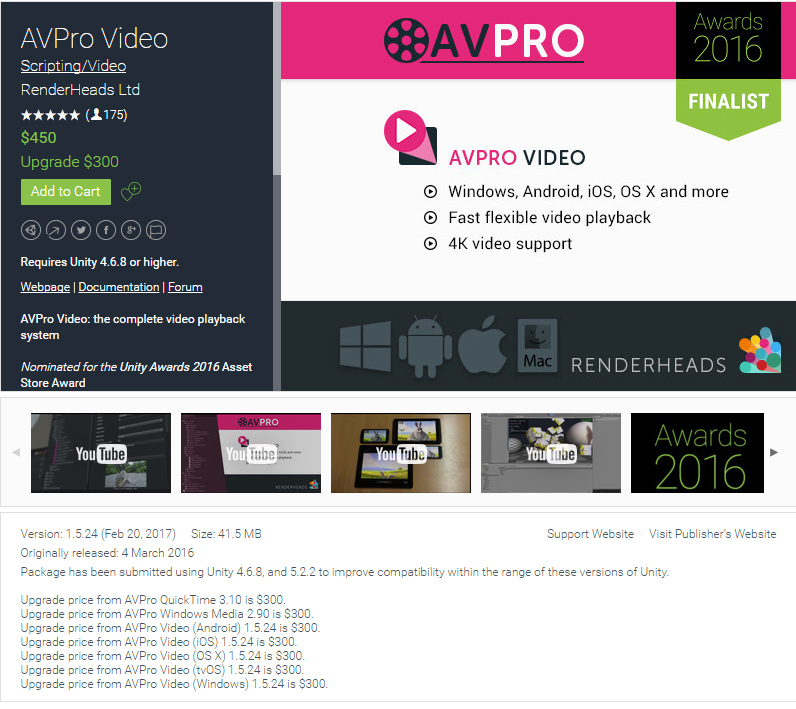 AVPro Video
Scripting/Video
RenderHeads Ltd
★★★★★ (175)
$450
Upgrade $300
Add to Cart
Requires Unity 4.6.8 or higher.
Webpage | Documentation | Forum
AVPro Video: the complete video playback
system
Nominated for the Unity Awards 2016 Asset
Store Award
AVPRO
Awards
2016
FINALIST
AVPRO VIDEO
Windows, Android, iOS, OS X and more
Fast flexible video playback
4K video support
Mac
RENDERHEADS
YouTube
AVPRO
YouTube
RENDERHEADS
YouTube
YouTube
Awards
2016
Version: 1.5.24 (Feb 20, 2017) Size: 41.5 MB Support Website Visit Publisher's Website
Originally released: 4 March 2016
Package has been submitted using Unity 4.6.8, and 5.2.2 to improve compatibility within the range of these versions of Unity.
Upgrade price from AVPro QuickTime 3.10 is $300.
Upgrade price from AVPro Windows Media 2.90 is $300.
Upgrade price from AVPro Video (Android) 1.5.24 is $300.
Upgrade price from AVPro Video (iOS) 1.5.24 is $300.
Upgrade price from AVPro Video (OS X) 1.5.24 is $300.
Upgrade price from AVPro Video (tvOS) 1.5.24 is $300.
Upgrade price from AVPro Video (Windows) 1.5.24 is $300.